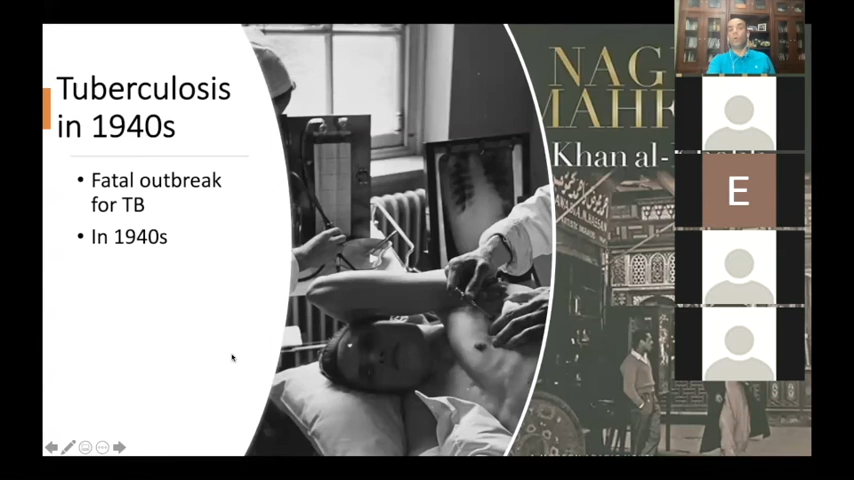 Tuberculosis
in 1940s
• Fatal outbreak
for TB
• In 1940s
NAG
MAHF
Khan al-
E